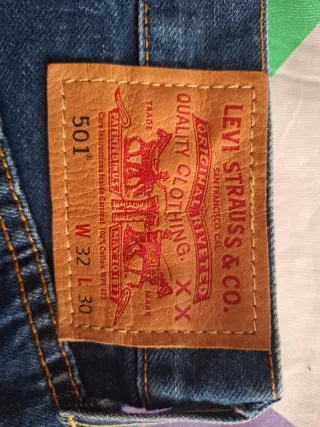 LEVI STRAUSS & CO.
SAN FRANCISCO, CAL.
ORIGINAL RIVETED
QUALITY CLOTHING.
XX
TRADE
MARK
501®
W 32 L 30